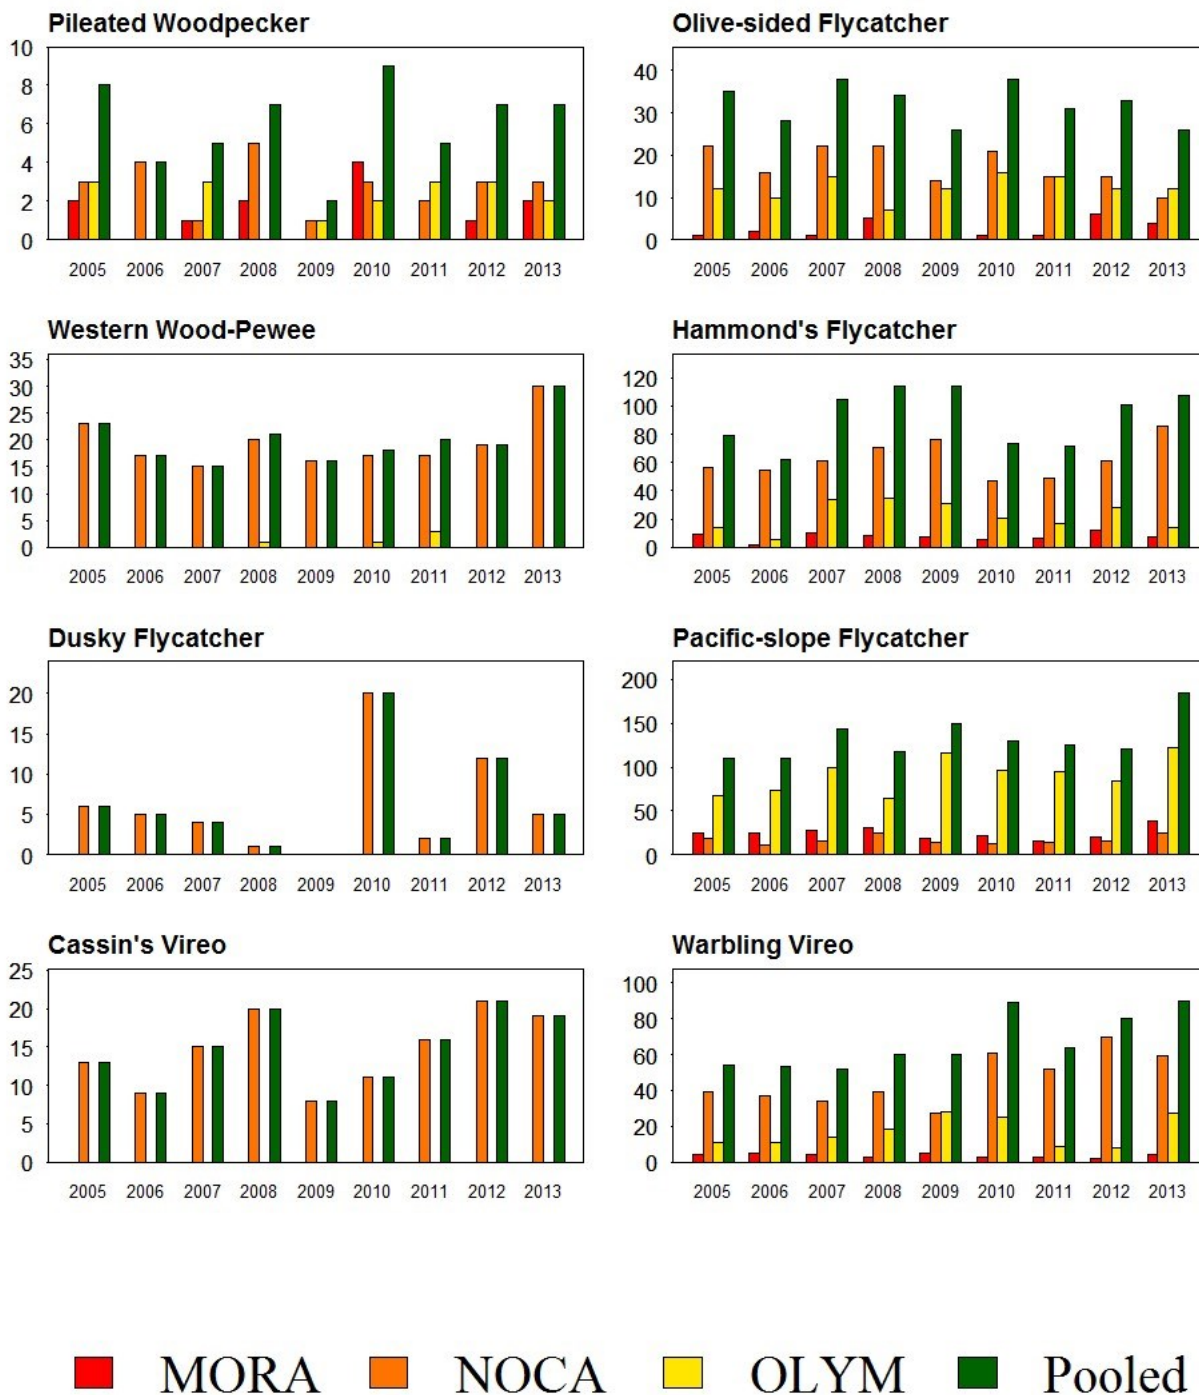 Pileated Woodpecker
10
8
6
4
2
0
2005 2006 2007 2008 2009 2010 2011 2012 2013
Olive-sided Flycatcher
40
30
20
10
0
2005 2006 2007 2008 2009 2010 2011 2012 2013
Western Wood-Pewee
35
30
25
20
15
10
5
0
2005 2006 2007 2008 2009 2010 2011 2012 2013
Hammond's Flycatcher
120
100
80
60
40
20
0
2005 2006 2007 2008 2009 2010 2011 2012 2013
Dusky Flycatcher
20
15
10
5
0
2005 2006 2007 2008 2009 2010 2011 2012 2013
Pacific-slope Flycatcher
200
150
100
50
0
2005 2006 2007 2008 2009 2010 2011 2012 2013
Cassin's Vireo
25
20
15
10
5
0
2005 2006 2007 2008 2009 2010 2011 2012 2013
Warbling Vireo
100
80
60
40
20
0
2005 2006 2007 2008 2009 2010 2011 2012 2013
MORA NOCA OLYM Pooled